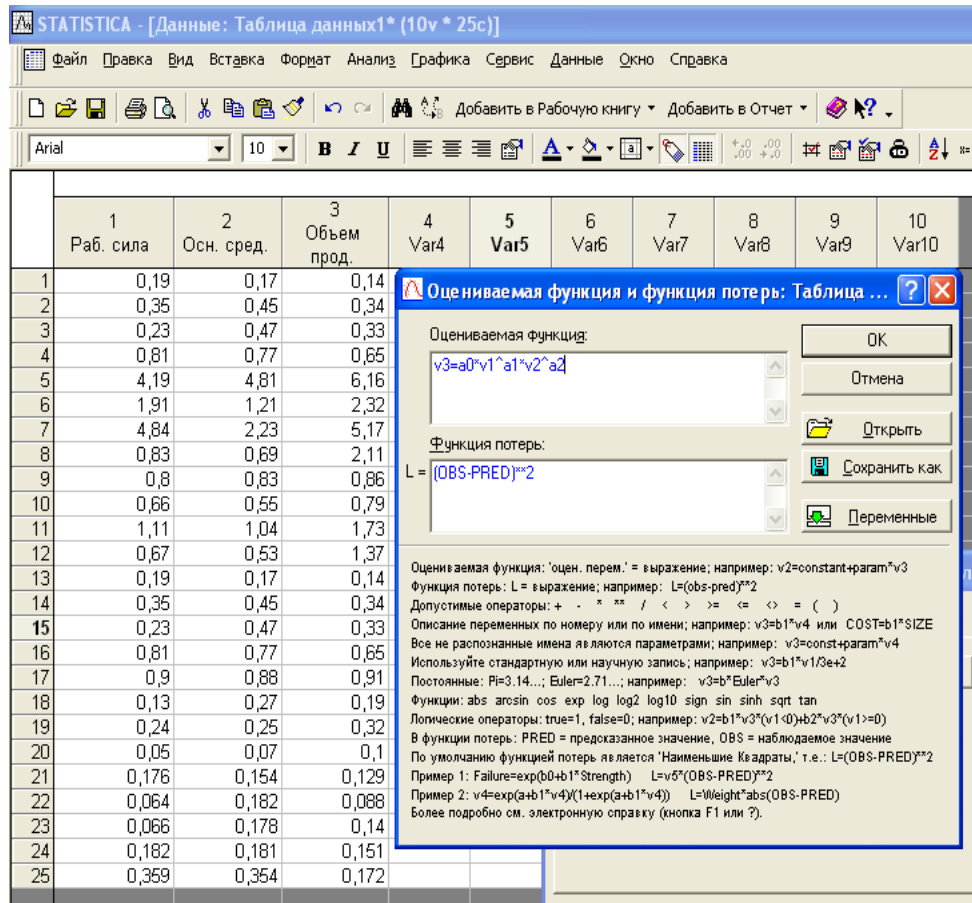 STATISTICA - [Данные: Таблица данных1* (10v * 25c)]
Файл Правка Вид Вставка Формат Анализ Графика Сервис Данные Окно Справка
Добавить в Рабочую книгу Добавить в Отчет
Arial 10 B I U
1 2 3 4 5 6 7 8 9 10
Раб. сила Осн. сред. Объем прод. Var4 Var5 Var6 Var7 Var8 Var9 Var10
1 0,19 0,17 0,14
2 0,35 0,45 0,34
3 0,23 0,47 0,33
4 0,81 0,77 0,65
5 4,19 4,81 6,16
6 1,91 1,21 2,32
7 4,84 2,23 5,17
8 0,83 0,69 2,11
9 0,8 0,83 0,86
10 0,66 0,55 0,79
11 1,11 1,04 1,73
12 0,67 0,53 1,37
13 0,19 0,17 0,14
14 0,35 0,45 0,34
15 0,23 0,47 0,33
16 0,81 0,77 0,65
17 0,9 0,88 0,91
18 0,13 0,27 0,19
19 0,24 0,25 0,32
20 0,05 0,07 0,1
21 0,176 0,154 0,129
22 0,064 0,182 0,088
23 0,066 0,178 0,14
24 0,182 0,181 0,151
25 0,359 0,354 0,172
Оцениваемая функция и функция потерь: Таблица ...
Оцениваемая функция:
v3=a0*v1^a1*v2^a2
Функция потерь:
L = (OBS-PRED)**2
OK
Отмена
Открыть
Сохранить как
Переменные
Оцениваемая функция: 'оцен. перем.' = выражение; например: v2=constant+param*v3
Функция потерь: L = выражение; например: L=(obs-pred)**2
Допустимые операторы: + - * ** / < > >= <= <> = ( )
Описание переменных по номеру или по имени; например: v3=b1*v4 или COST=b1*SIZE
Все не распознанные имена являются параметрами; например: v3=const+param*v4
Используйте стандартную или научную запись; например: v3=b1*v1/3e+2
Постоянные: Pi=3.14...; Euler=2.71...; например: v3=b*Euler*v3
Функции: abs arcsin cos exp log log2 log10 sign sin sinh sqrt tan
Логические операторы: true=1, false=0; например: v2=b1*v3*(v1<0)+b2*v3*(v1>=0)
В функции потерь: PRED = предсказанное значение, OBS = наблюдаемое значение
По умолчанию функцией потерь является 'Наименьшие Квадраты,' т.е.: L=(OBS-PRED)**2
Пример 1: Failure=exp(b0+b1*Strength) L=v5*(OBS-PRED)**2
Пример 2: v4=exp(a+b1*v4)/(1+exp(a+b1*v4)) L=Weight*abs(OBS-PRED)
Более подробно см. электронную справку (кнопка F1 или ?).